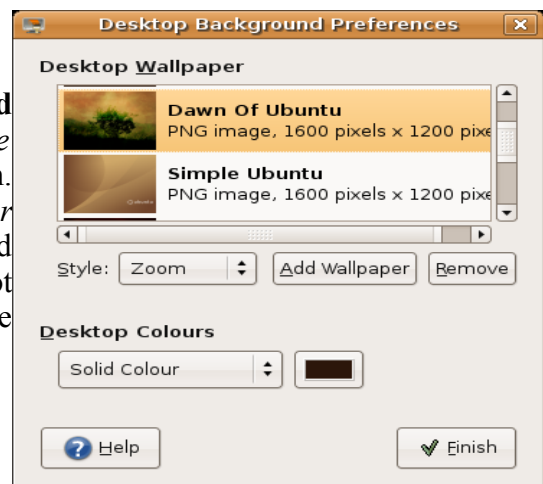 Desktop Background Preferences
Desktop Wallpaper
Dawn Of Ubuntu
PNG image, 1600 pixels x 1200 pixe
Simple Ubuntu
PNG image, 1600 pixels x 1200 pixe
Style: Zoom Add Wallpaper Remove
Desktop Colours
Solid Colour
Help Finish